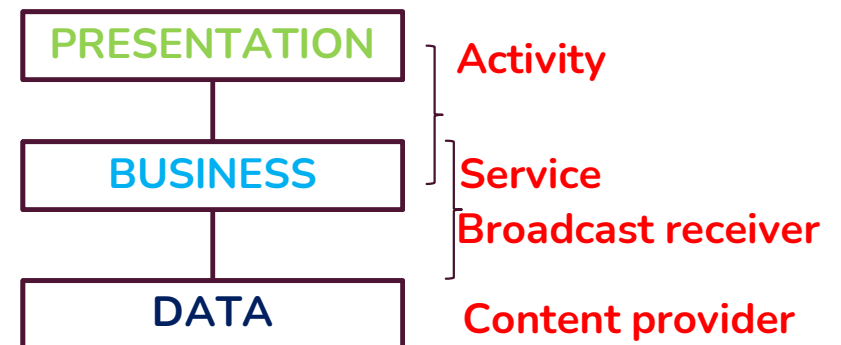 PRESENTATION
Activity
BUSINESS
Service
Broadcast receiver
DATA
Content provider